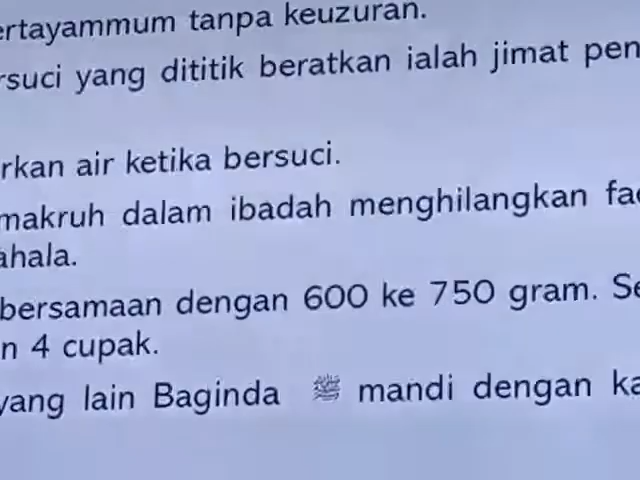 ertayammum tanpa keuzuran.
rsuci yang dititik beratkan ialah jimat pen
rkan air ketika bersuci.
makruh dalam ibadah menghilangkan fa
ahala.
bersamaan dengan 600 ke 750 gram. Se
n 4 cupak.
yang lain Baginda ﷺ mandi dengan ka